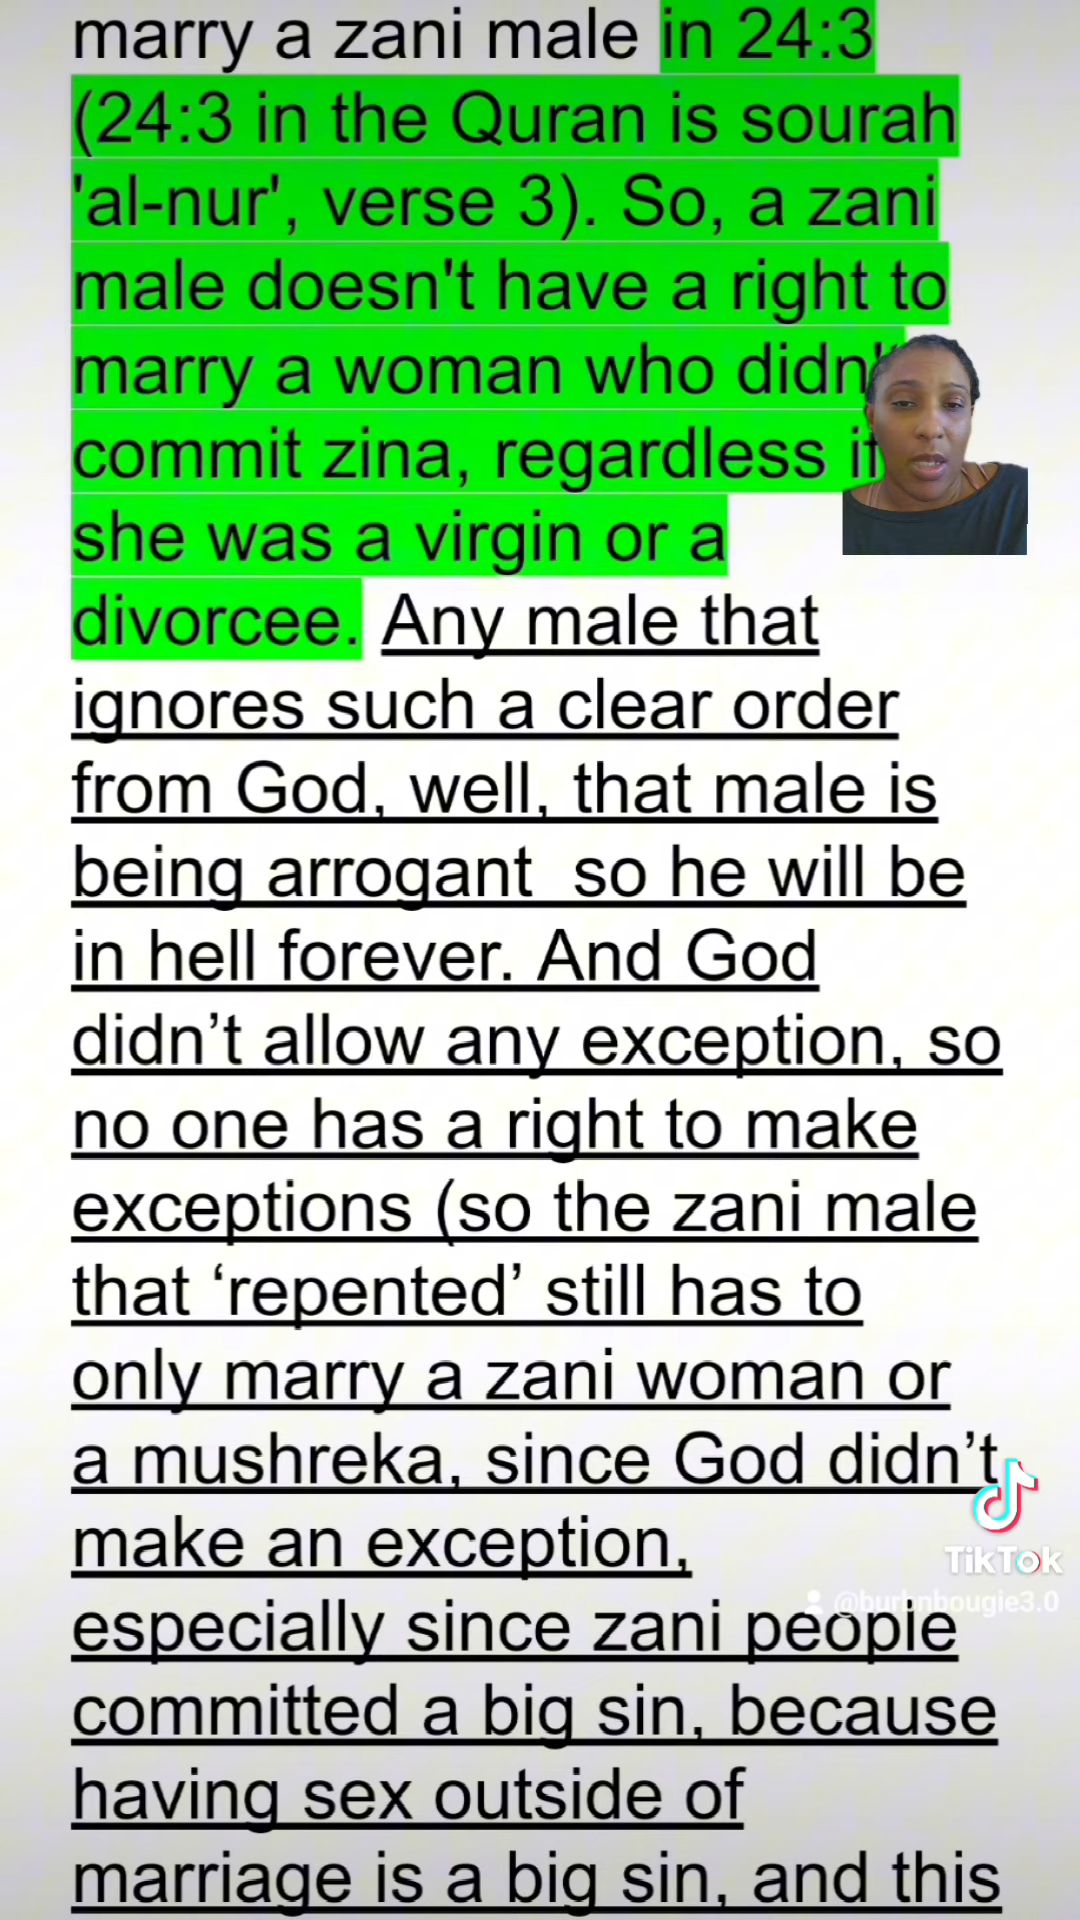 marry a zani male in 24:3
(24:3 in the Quran is sourah
'al-nur', verse 3). So, a zani
male doesn't have a right to
marry a woman who didn't
commit zina, regardless if
she was a virgin or a
divorcee. Any male that
ignores such a clear order
from God, well, that male is
being arrogant  so he will be
in hell forever. And God
didn’t allow any exception, so
no one has a right to make
exceptions (so the zani male
that ‘repented’ still has to
only marry a zani woman or
a mushreka, since God didn’t
make an exception,
especially since zani people
committed a big sin, because
having sex outside of
marriage is a big sin, and this
TikTok
@burbnbougie3.0